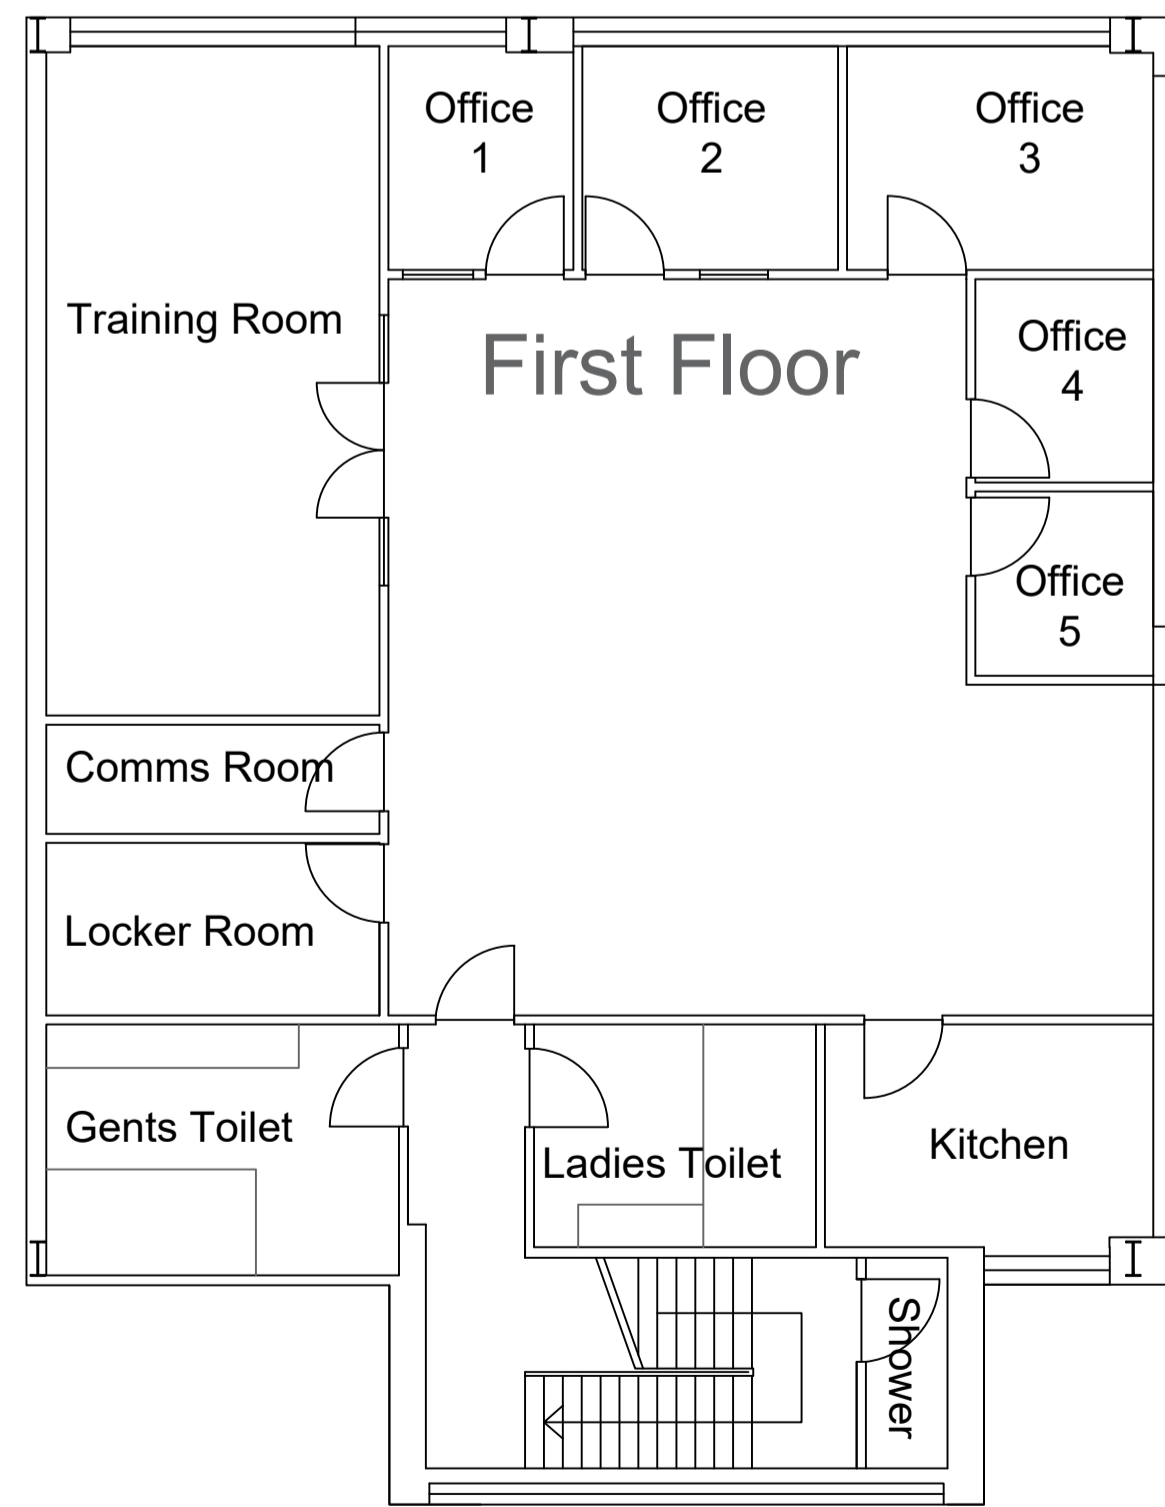 Office
1
Office
2
Office
3
Training Room
First Floor
Office
4
Office
5
Comms Room
Locker Room
Gents Toilet
Ladies Toilet
Kitchen
Shower